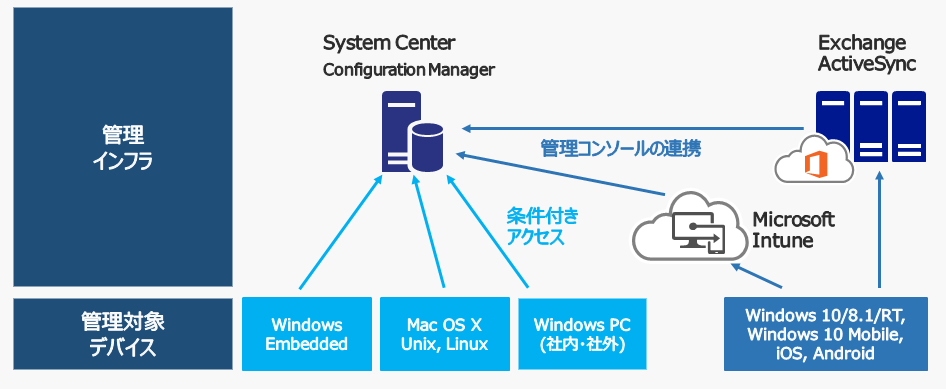 管理
インフラ
System Center
Configuration Manager
Exchange
ActiveSync
管理コンソールの連携
条件付き
アクセス
Microsoft
Intune
管理対象
デバイス
Windows
Embedded
Mac OS X
Unix, Linux
Windows PC
(社内・社外)
Windows 10/8.1/RT,
Windows 10 Mobile,
iOS, Android